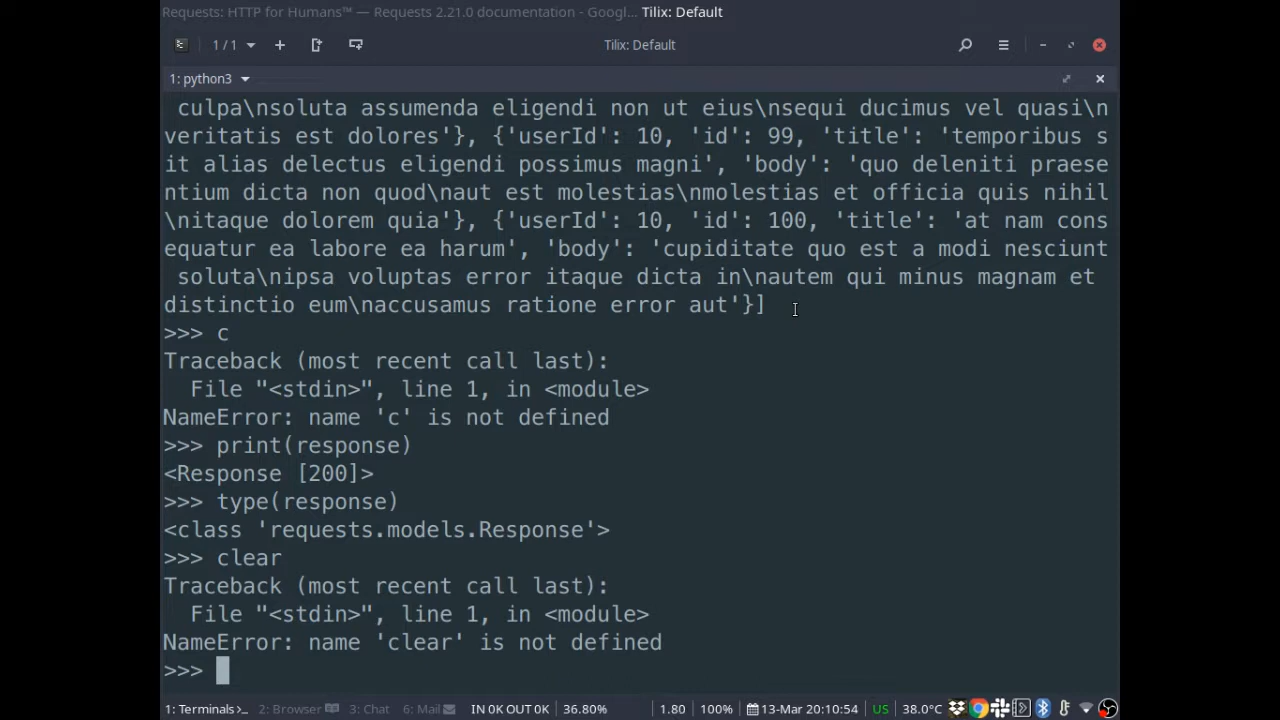 Requests: HTTP for Humans™ — Requests 2.21.0 documentation - Googl... Tilix: Default
1 / 1 Tilix: Default
1: python3
culpa\nsoluta assumenda eligendi non ut eius\nsequi ducimus vel quasi\n
veritatis est dolores'}, {'userId': 10, 'id': 99, 'title': 'temporibus s
it alias delectus eligendi possimus magni', 'body': 'quo deleniti praese
ntium dicta non quod\naut est molestias\nmolestias et officia quis nihil
\nitaque dolorem quia'}, {'userId': 10, 'id': 100, 'title': 'at nam cons
equatur ea labore ea harum', 'body': 'cupiditate quo est a modi nesciunt
soluta\nipsa voluptas error itaque dicta in\nautem qui minus magnam et
distinctio eum\naccusamus ratione error aut'}]
>>> c
Traceback (most recent call last):
  File "<stdin>", line 1, in <module>
NameError: name 'c' is not defined
>>> print(response)
<Response [200]>
>>> type(response)
<class 'requests.models.Response'>
>>> clear
Traceback (most recent call last):
  File "<stdin>", line 1, in <module>
NameError: name 'clear' is not defined
>>>
1: Terminals 2: Browser 3: Chat 6: Mail IN 0K OUT 0K 36.80% 1.80 100% 13-Mar 20:10:54 US 38.0°C